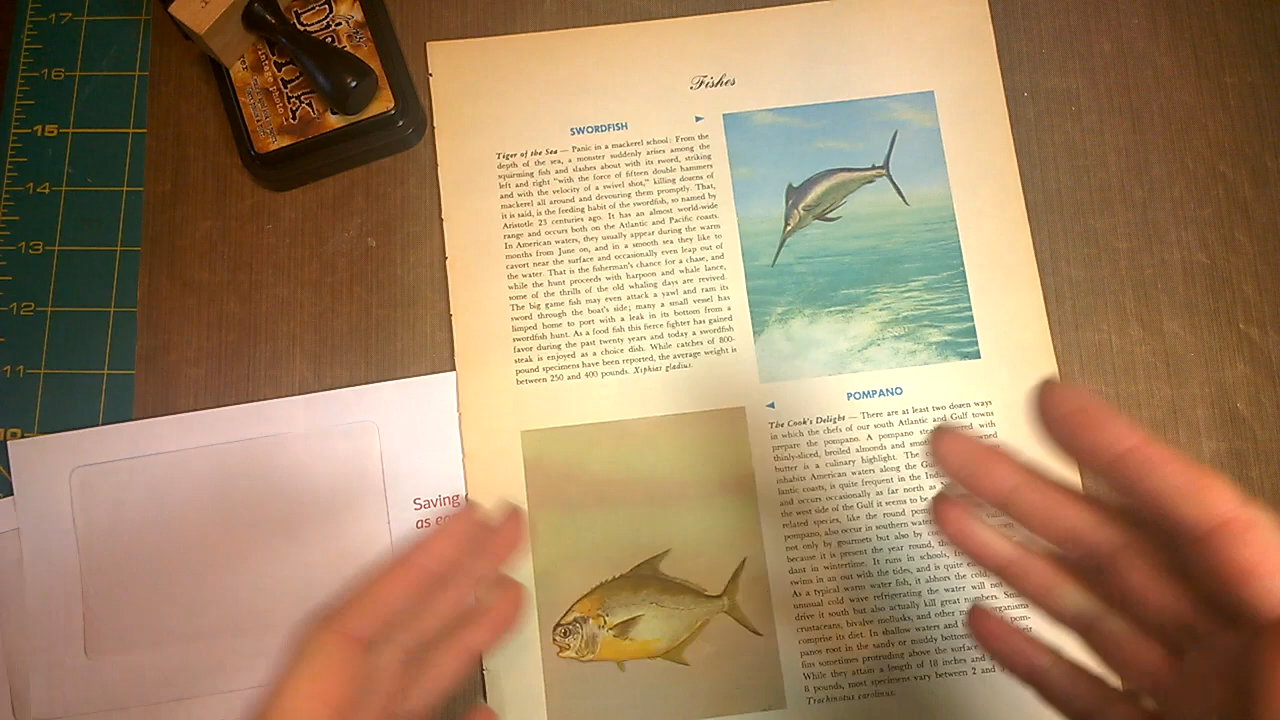 17
16
15
14
13
12
11
10
Dis
Ink
vintage photo
Fishes
SWORDFISH
Tiger of the Sea — Panic in a mackerel school: From the
depth of the sea, a monster suddenly arises among the
squirming fish and slashes about with its sword, striking
left and right "with the force of fifteen double hammers
and with the velocity of a swivel shot," killing dozens of
mackerel all around and devouring them promptly. That,
it is said, is the feeding habit of the swordfish, so named by
Aristotle 23 centuries ago. It has an almost world-wide
range and occurs both on the Atlantic and Pacific coasts.
In American waters, they usually appear during the warm
months from June on, and in a smooth sea they like to
cavort near the surface and occasionally even leap out of
the water. That is the fisherman's chance for a chase, and
while the hunt proceeds with harpoon and whale lance,
some of the thrills of the old whaling days are revived.
The big game fish may even attack a yawl and ram its
sword through the boat's side; many a small vessel has
limped home to port with a leak in its bottom from a
swordfish hunt. As a food fish this fierce fighter has gained
favor during the past twenty years and today a swordfish
steak is enjoyed as a choice dish. While catches of 800-
pound specimens have been reported, the average weight is
between 250 and 400 pounds. Xiphias gladius.
POMPANO
The Cook's Delight — There are at least two dozen ways
in which the chefs of our south Atlantic and Gulf towns
prepare the pompano. A pompano with
thinly-sliced, broiled almonds and
butter is a culinary highlight. The
inhabits American waters along the
lantic coasts, is quite frequent in the
and occurs occasionally as far north as
the west side of the Gulf it seems to be
related species, like the round
pompano, also occur in southern
not only by gourmets but also by
because it is present the year round,
dant in wintertime. It runs in schools,
swims in an out with the tides, and is quite
As a typical warm water fish, it abhors the cold,
unusual cold wave refrigerating the water will
drive it south but also actually kill great numbers.
crustaceans, bivalve mollusks, and other organisms
comprise its diet. In shallow waters and pom-
panos root in the sandy or muddy bottom
fins sometimes protruding above the surface
While they attain a length of 18 inches and
8 pounds, most specimens vary between 2 and
Trachinotus carolinus.
Saving
as